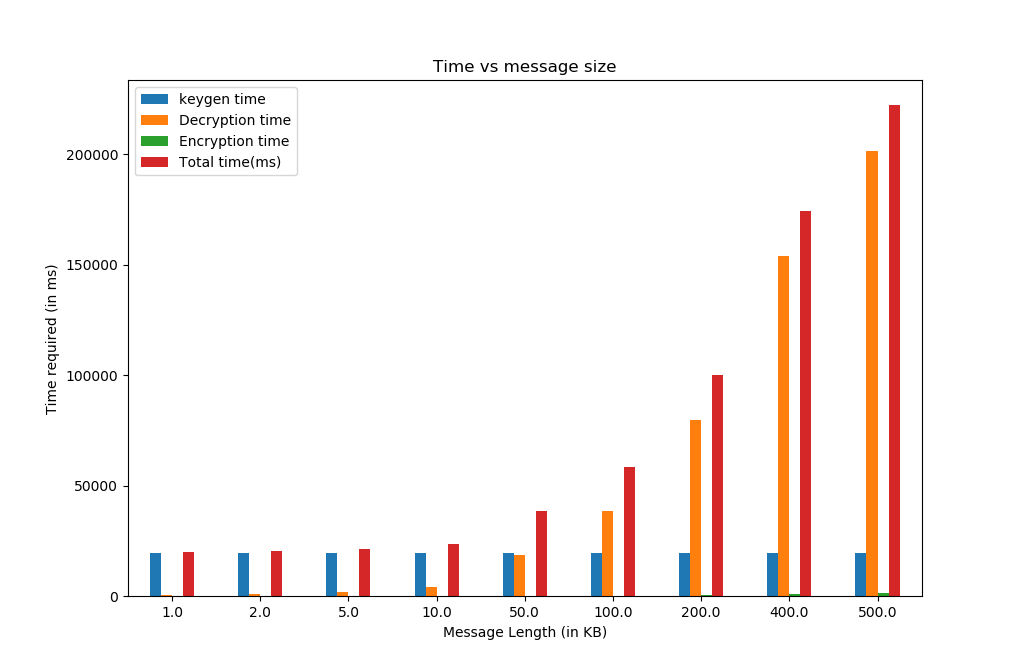 Time vs message size
keygen time
Decryption time
Encryption time
Total time(ms)
Time required (in ms)
200000
150000
100000
50000
0
1.0 2.0 5.0 10.0 50.0 100.0 200.0 400.0 500.0
Message Length (in KB)